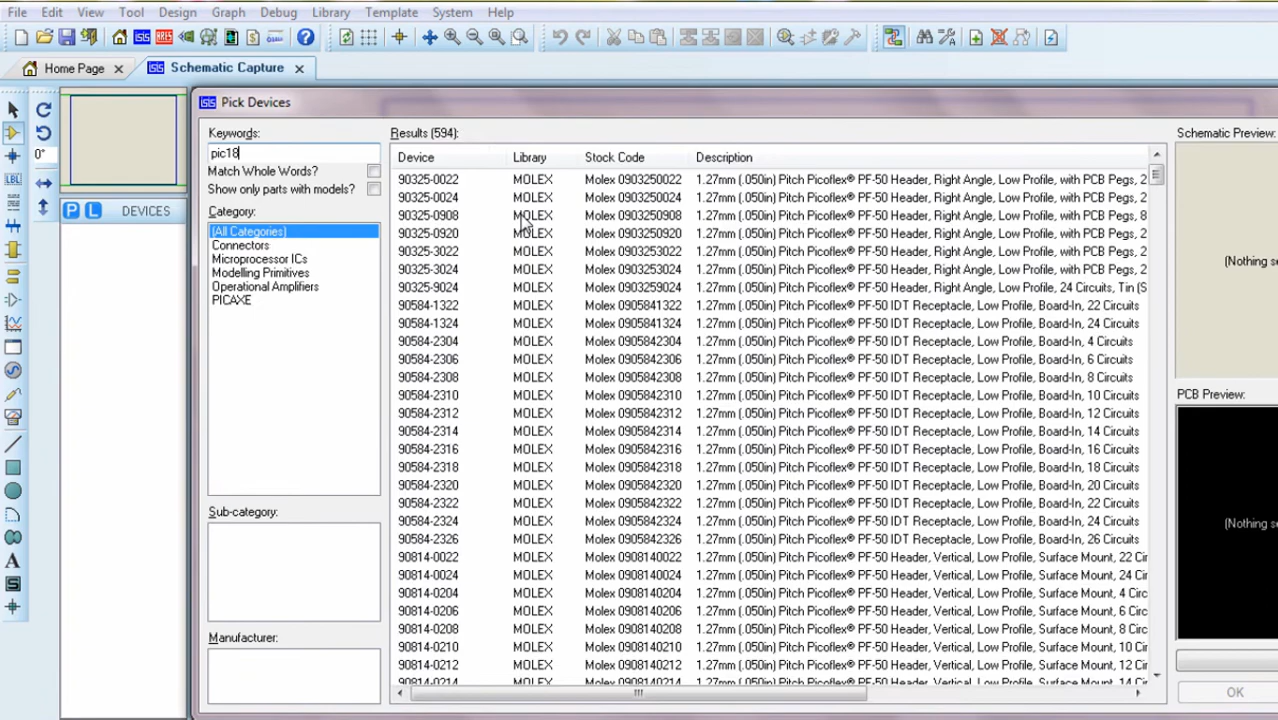 File Edit View Tool Design Graph Debug Library Template System Help
Home Page
Schematic Capture
Pick Devices
Keywords:
pic18
Match Whole Words?
Show only parts with models?
Category:
(All Categories)
Connectors
Microprocessor ICs
Modelling Primitives
Operational Amplifiers
PICAXE
Sub-category:
Manufacturer:
0°
LBL
P L DEVICES
Results (594):
Device Library Stock Code Description
90325-0022 MOLEX Molex 0903250022 1.27mm (.050in) Pitch Picoflex® PF-50 Header, Right Angle, Low Profile, with PCB Pegs, 2
90325-0024 MOLEX Molex 0903250024 1.27mm (.050in) Pitch Picoflex® PF-50 Header, Right Angle, Low Profile, with PCB Pegs, 2
90325-0908 MOLEX Molex 0903250908 1.27mm (.050in) Pitch Picoflex® PF-50 Header, Right Angle, Low Profile, with PCB Pegs, 8
90325-0920 MOLEX Molex 0903250920 1.27mm (.050in) Pitch Picoflex® PF-50 Header, Right Angle, Low Profile, with PCB Pegs, 2
90325-3022 MOLEX Molex 0903253022 1.27mm (.050in) Pitch Picoflex® PF-50 Header, Right Angle, Low Profile, with PCB Pegs, 2
90325-3024 MOLEX Molex 0903253024 1.27mm (.050in) Pitch Picoflex® PF-50 Header, Right Angle, Low Profile, with PCB Pegs, 2
90325-9024 MOLEX Molex 0903259024 1.27mm (.050in) Pitch Picoflex® PF-50 Header, Right Angle, Low Profile, 24 Circuits, Tin (S
90584-1322 MOLEX Molex 0905841322 1.27mm (.050in) Pitch Picoflex® PF-50 IDT Receptacle, Low Profile, Board-In, 22 Circuits
90584-1324 MOLEX Molex 0905841324 1.27mm (.050in) Pitch Picoflex® PF-50 IDT Receptacle, Low Profile, Board-In, 24 Circuits
90584-2304 MOLEX Molex 0905842304 1.27mm (.050in) Pitch Picoflex® PF-50 IDT Receptacle, Low Profile, Board-In, 4 Circuits
90584-2306 MOLEX Molex 0905842306 1.27mm (.050in) Pitch Picoflex® PF-50 IDT Receptacle, Low Profile, Board-In, 6 Circuits
90584-2308 MOLEX Molex 0905842308 1.27mm (.050in) Pitch Picoflex® PF-50 IDT Receptacle, Low Profile, Board-In, 8 Circuits
90584-2310 MOLEX Molex 0905842310 1.27mm (.050in) Pitch Picoflex® PF-50 IDT Receptacle, Low Profile, Board-In, 10 Circuits
90584-2312 MOLEX Molex 0905842312 1.27mm (.050in) Pitch Picoflex® PF-50 IDT Receptacle, Low Profile, Board-In, 12 Circuits
90584-2314 MOLEX Molex 0905842314 1.27mm (.050in) Pitch Picoflex® PF-50 IDT Receptacle, Low Profile, Board-In, 14 Circuits
90584-2316 MOLEX Molex 0905842316 1.27mm (.050in) Pitch Picoflex® PF-50 IDT Receptacle, Low Profile, Board-In, 16 Circuits
90584-2318 MOLEX Molex 0905842318 1.27mm (.050in) Pitch Picoflex® PF-50 IDT Receptacle, Low Profile, Board-In, 18 Circuits
90584-2320 MOLEX Molex 0905842320 1.27mm (.050in) Pitch Picoflex® PF-50 IDT Receptacle, Low Profile, Board-In, 20 Circuits
90584-2322 MOLEX Molex 0905842322 1.27mm (.050in) Pitch Picoflex® PF-50 IDT Receptacle, Low Profile, Board-In, 22 Circuits
90584-2324 MOLEX Molex 0905842324 1.27mm (.050in) Pitch Picoflex® PF-50 IDT Receptacle, Low Profile, Board-In, 24 Circuits
90584-2326 MOLEX Molex 0905842326 1.27mm (.050in) Pitch Picoflex® PF-50 IDT Receptacle, Low Profile, Board-In, 26 Circuits
90814-0022 MOLEX Molex 0908140022 1.27mm (.050in) Pitch Picoflex® PF-50 Header, Vertical, Low Profile, Surface Mount, 22 Cir
90814-0024 MOLEX Molex 0908140024 1.27mm (.050in) Pitch Picoflex® PF-50 Header, Vertical, Low Profile, Surface Mount, 24 Cir
90814-0204 MOLEX Molex 0908140204 1.27mm (.050in) Pitch Picoflex® PF-50 Header, Vertical, Low Profile, Surface Mount, 4 Circ
90814-0206 MOLEX Molex 0908140206 1.27mm (.050in) Pitch Picoflex® PF-50 Header, Vertical, Low Profile, Surface Mount, 6 Circ
90814-0208 MOLEX Molex 0908140208 1.27mm (.050in) Pitch Picoflex® PF-50 Header, Vertical, Low Profile, Surface Mount, 8 Circ
90814-0210 MOLEX Molex 0908140210 1.27mm (.050in) Pitch Picoflex® PF-50 Header, Vertical, Low Profile, Surface Mount, 10 Ci
90814-0212 MOLEX Molex 0908140212 1.27mm (.050in) Pitch Picoflex® PF-50 Header, Vertical, Low Profile, Surface Mount, 12 Ci
90814-0214 MOLEX Molex 0908140214 1.27mm (.050in) Pitch Picoflex® PF-50 Header, Vertical, Low Profile, Surface Mount, 14 Ci
Schematic Preview:
(Nothing se
PCB Preview:
(Nothing se
OK